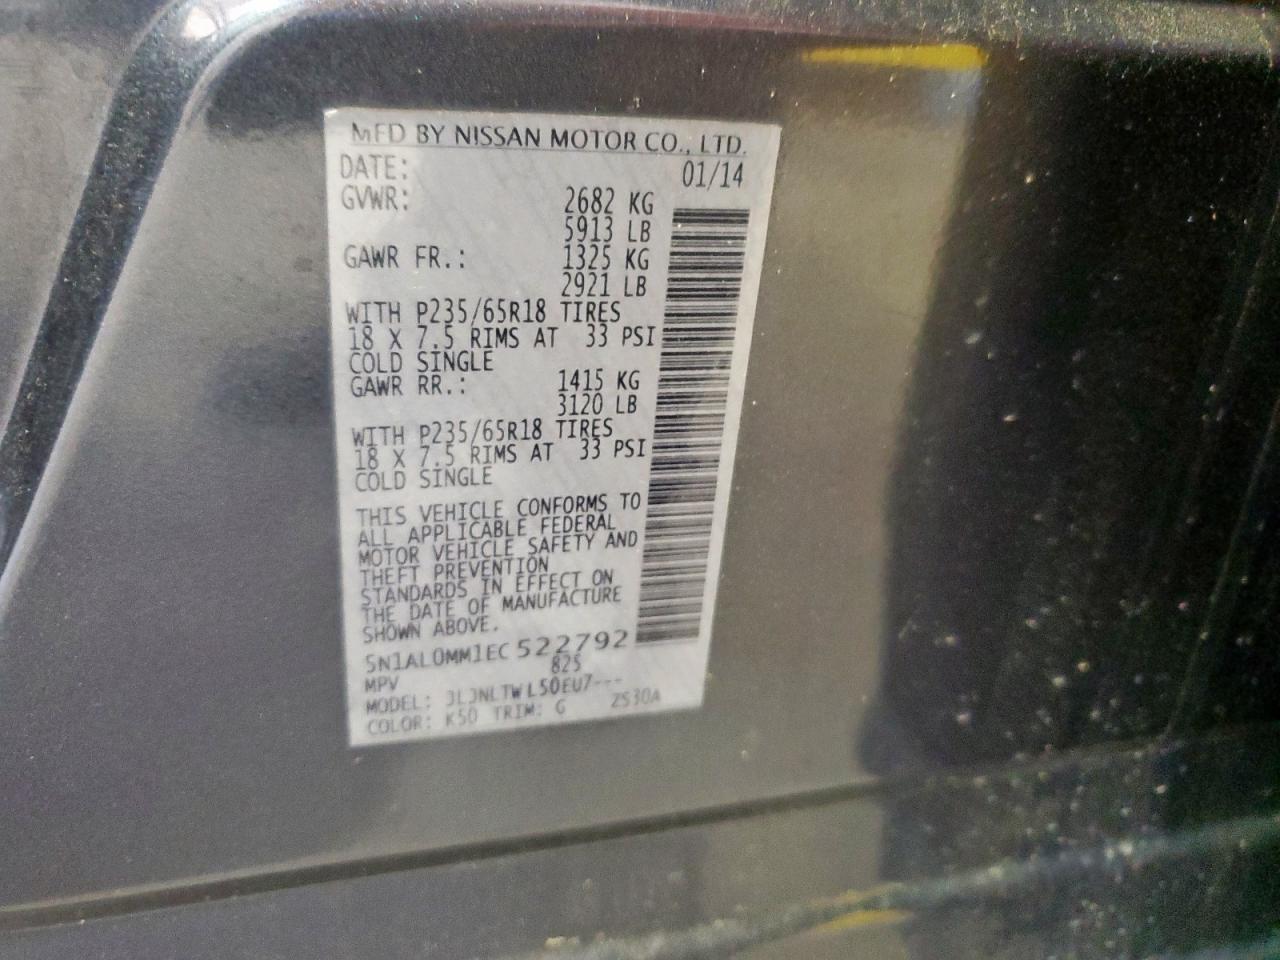 MFD BY NISSAN MOTOR CO., LTD.
DATE: 01/14
GVWR: 2682 KG
5913 LB
GAWR FR.: 1325 KG
2921 LB
WITH P235/65R18 TIRES
18 X 7.5 RIMS AT 33 PSI
COLD SINGLE
GAWR RR.: 1415 KG
3120 LB
WITH P235/65R18 TIRES
18 X 7.5 RIMS AT 33 PSI
COLD SINGLE
THIS VEHICLE CONFORMS TO
ALL APPLICABLE FEDERAL
MOTOR VEHICLE SAFETY AND
THEFT PREVENTION
STANDARDS IN EFFECT ON
THE DATE OF MANUFACTURE
SHOWN ABOVE.
5N1AL0MM1EC 522792
MPV 825
MODEL: JLJNLTWL50EU7---
COLOR: K50 TRIM: G 2S30A